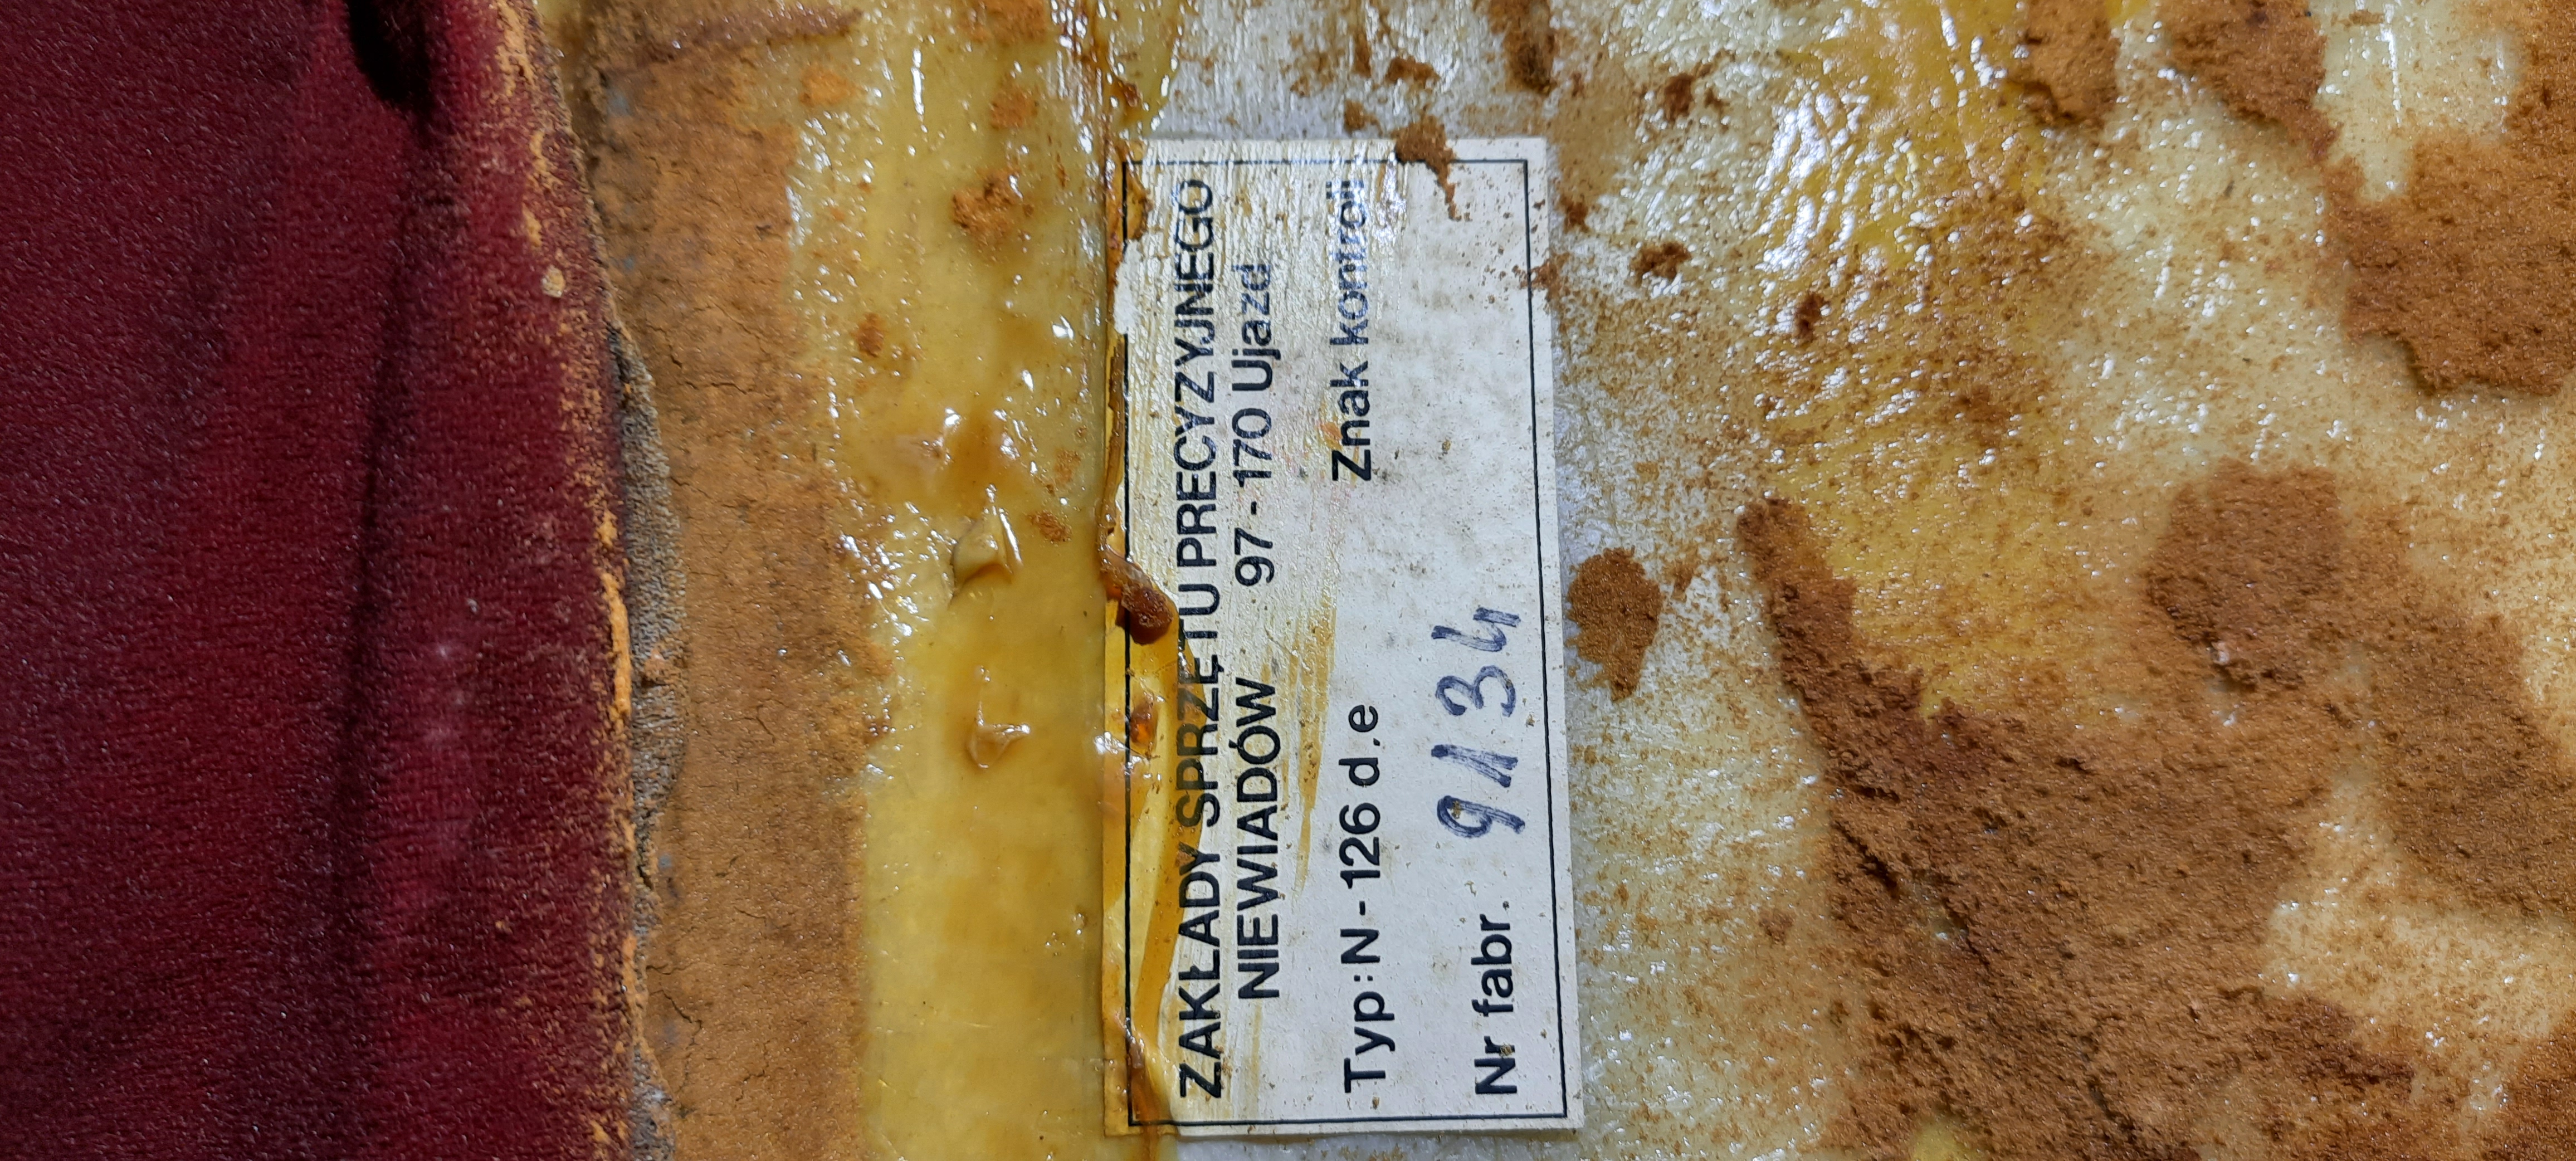 ZAKŁADY SPRZĘTU PRECYZYJNEGO
NIEWIADÓW 97-170 Ujazd
Typ: N-126 d.e Znak kontroli
Nr fabr. 9134